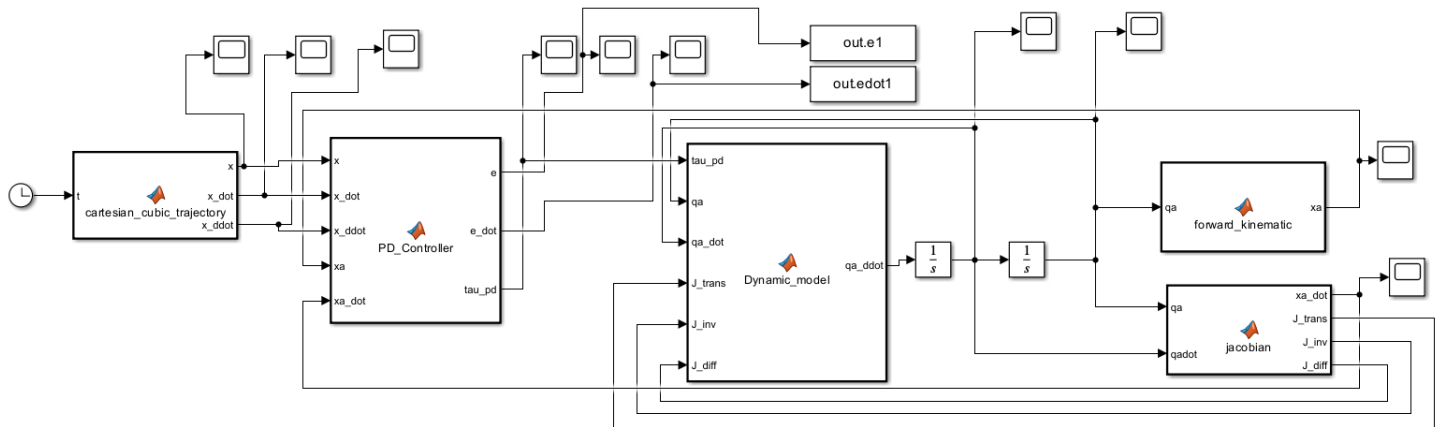 out.e1
out.edot1
t
x
x_dot
x_ddot
cartesian_cubic_trajectory
x
x_dot
x_ddot
xa
xa_dot
e
e_dot
tau_pd
PD_Controller
tau_pd
qa
qa_dot
J_trans
J_inv
J_diff
qa_ddot
Dynamic_model
1
s
1
s
qa
xa
forward_kinematic
qa
qadot
xa_dot
J_trans
J_inv
J_diff
jacobian